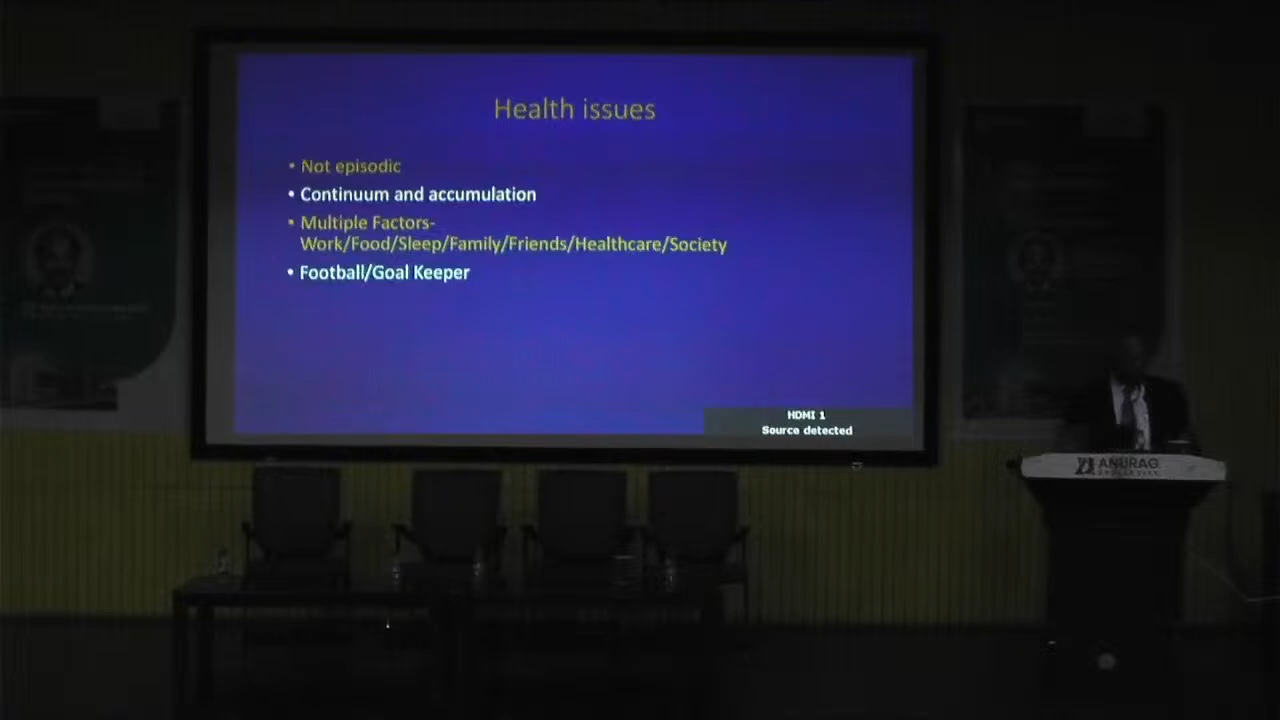 Health issues
• Not episodic
• Continuum and accumulation
• Multiple Factors-
Work/Food/Sleep/Family/Friends/Healthcare/Society
• Football/Goal Keeper
HDMI 1
Source detected
ANURAG